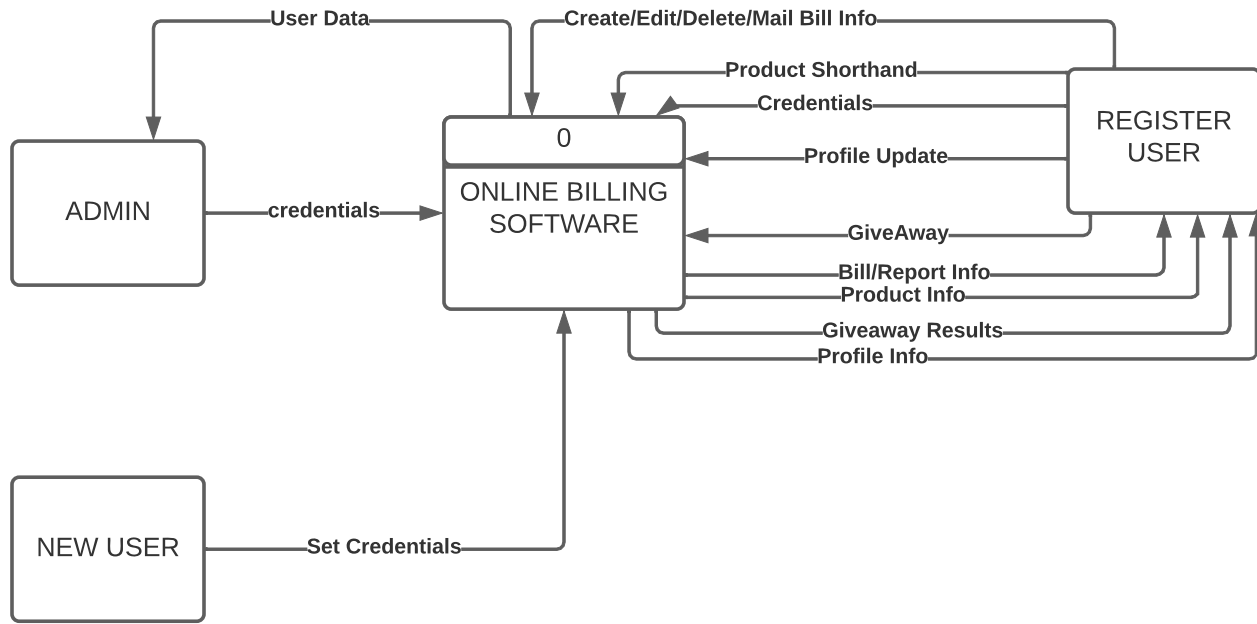 User Data
Create/Edit/Delete/Mail Bill Info
Product Shorthand
Credentials
REGISTER
USER
0
Profile Update
ONLINE BILLING
SOFTWARE
ADMIN
credentials
GiveAway
Bill/Report Info
Product Info
Giveaway Results
Profile Info
NEW USER
Set Credentials